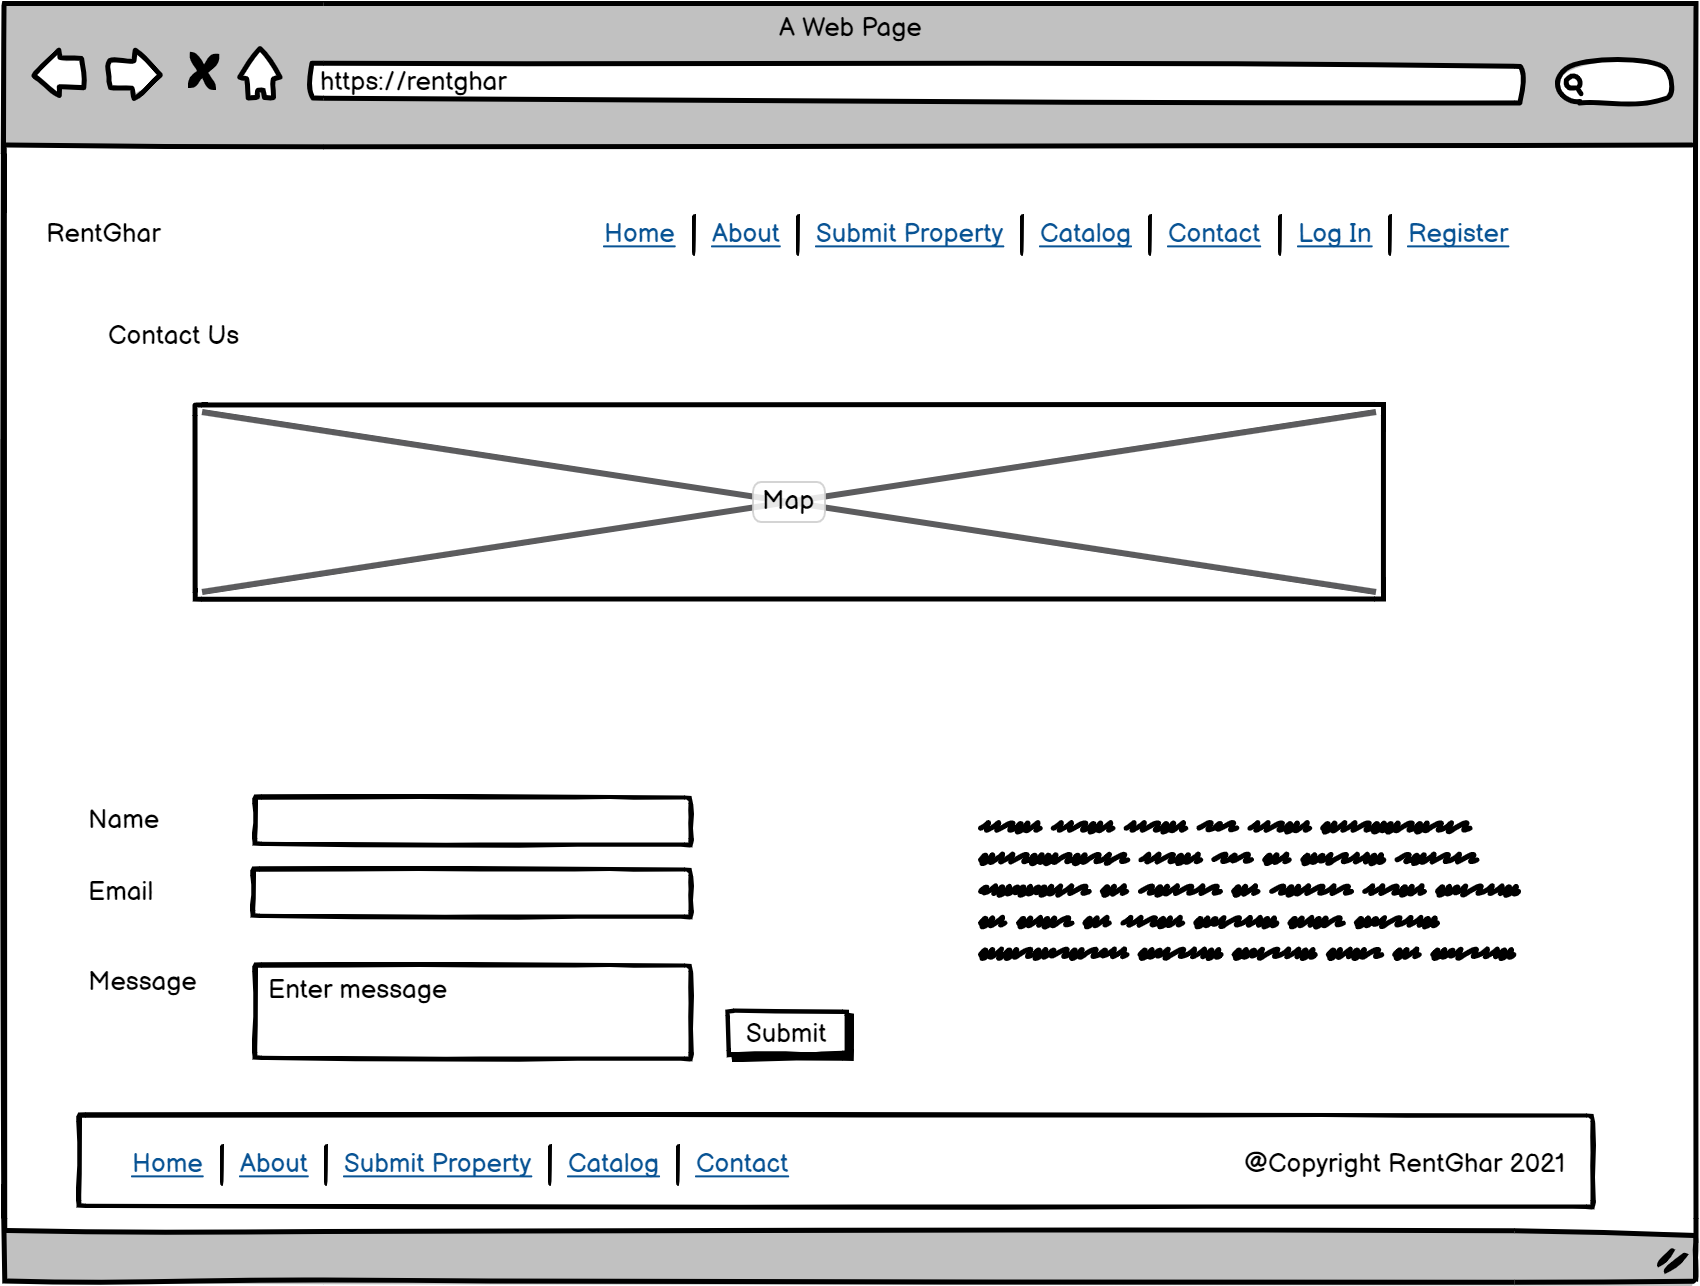 A Web Page
https://rentghar
RentGhar
Home About Submit Property Catalog Contact Log In Register
Contact Us
Map
Name
Email
Message
Enter message
Submit
Home About Submit Property Catalog Contact
@Copyright RentGhar 2021